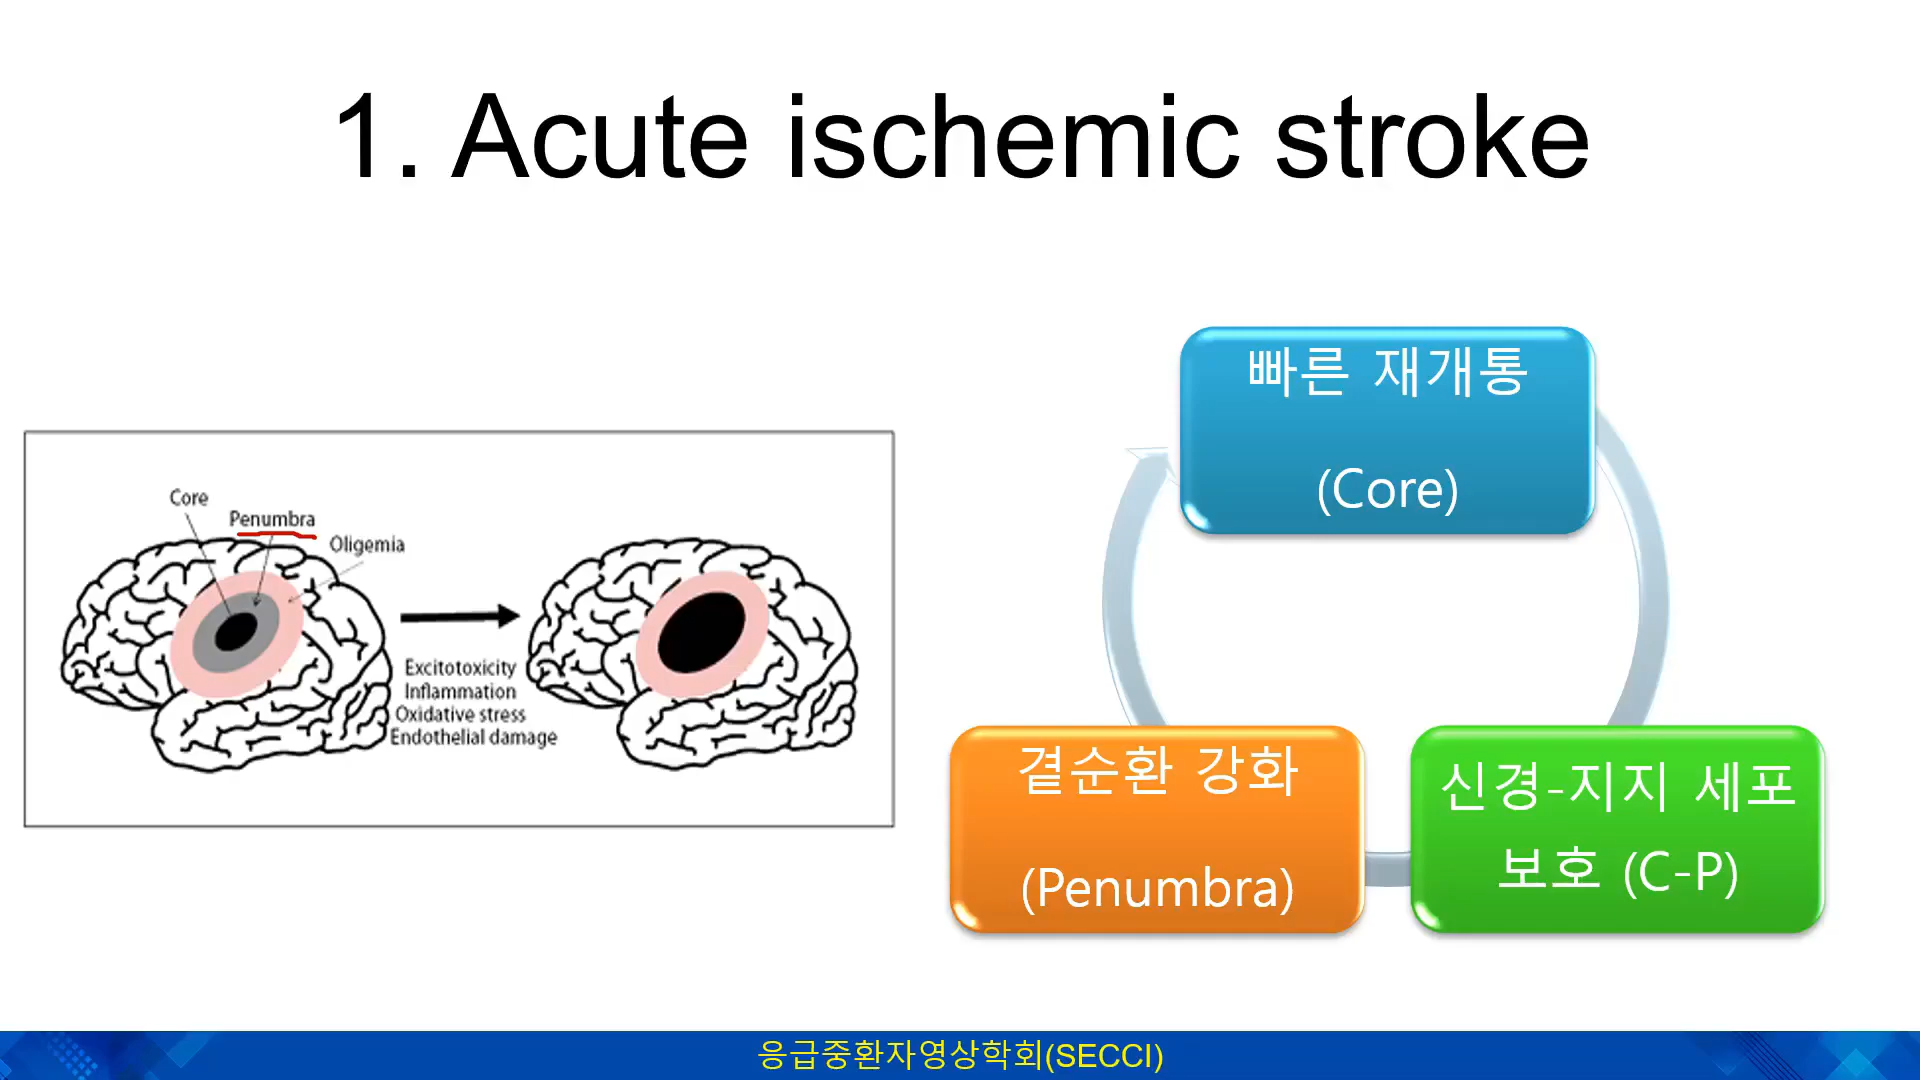 1. Acute ischemic stroke
Core
Penumbra
Oligemia
Excitotoxicity
Inflammation
Oxidative stress
Endothelial damage
빠른 재개통
(Core)
곁순환 강화
(Penumbra)
신경-지지 세포
보호 (C-P)
응급중환자영상학회(SECCI)